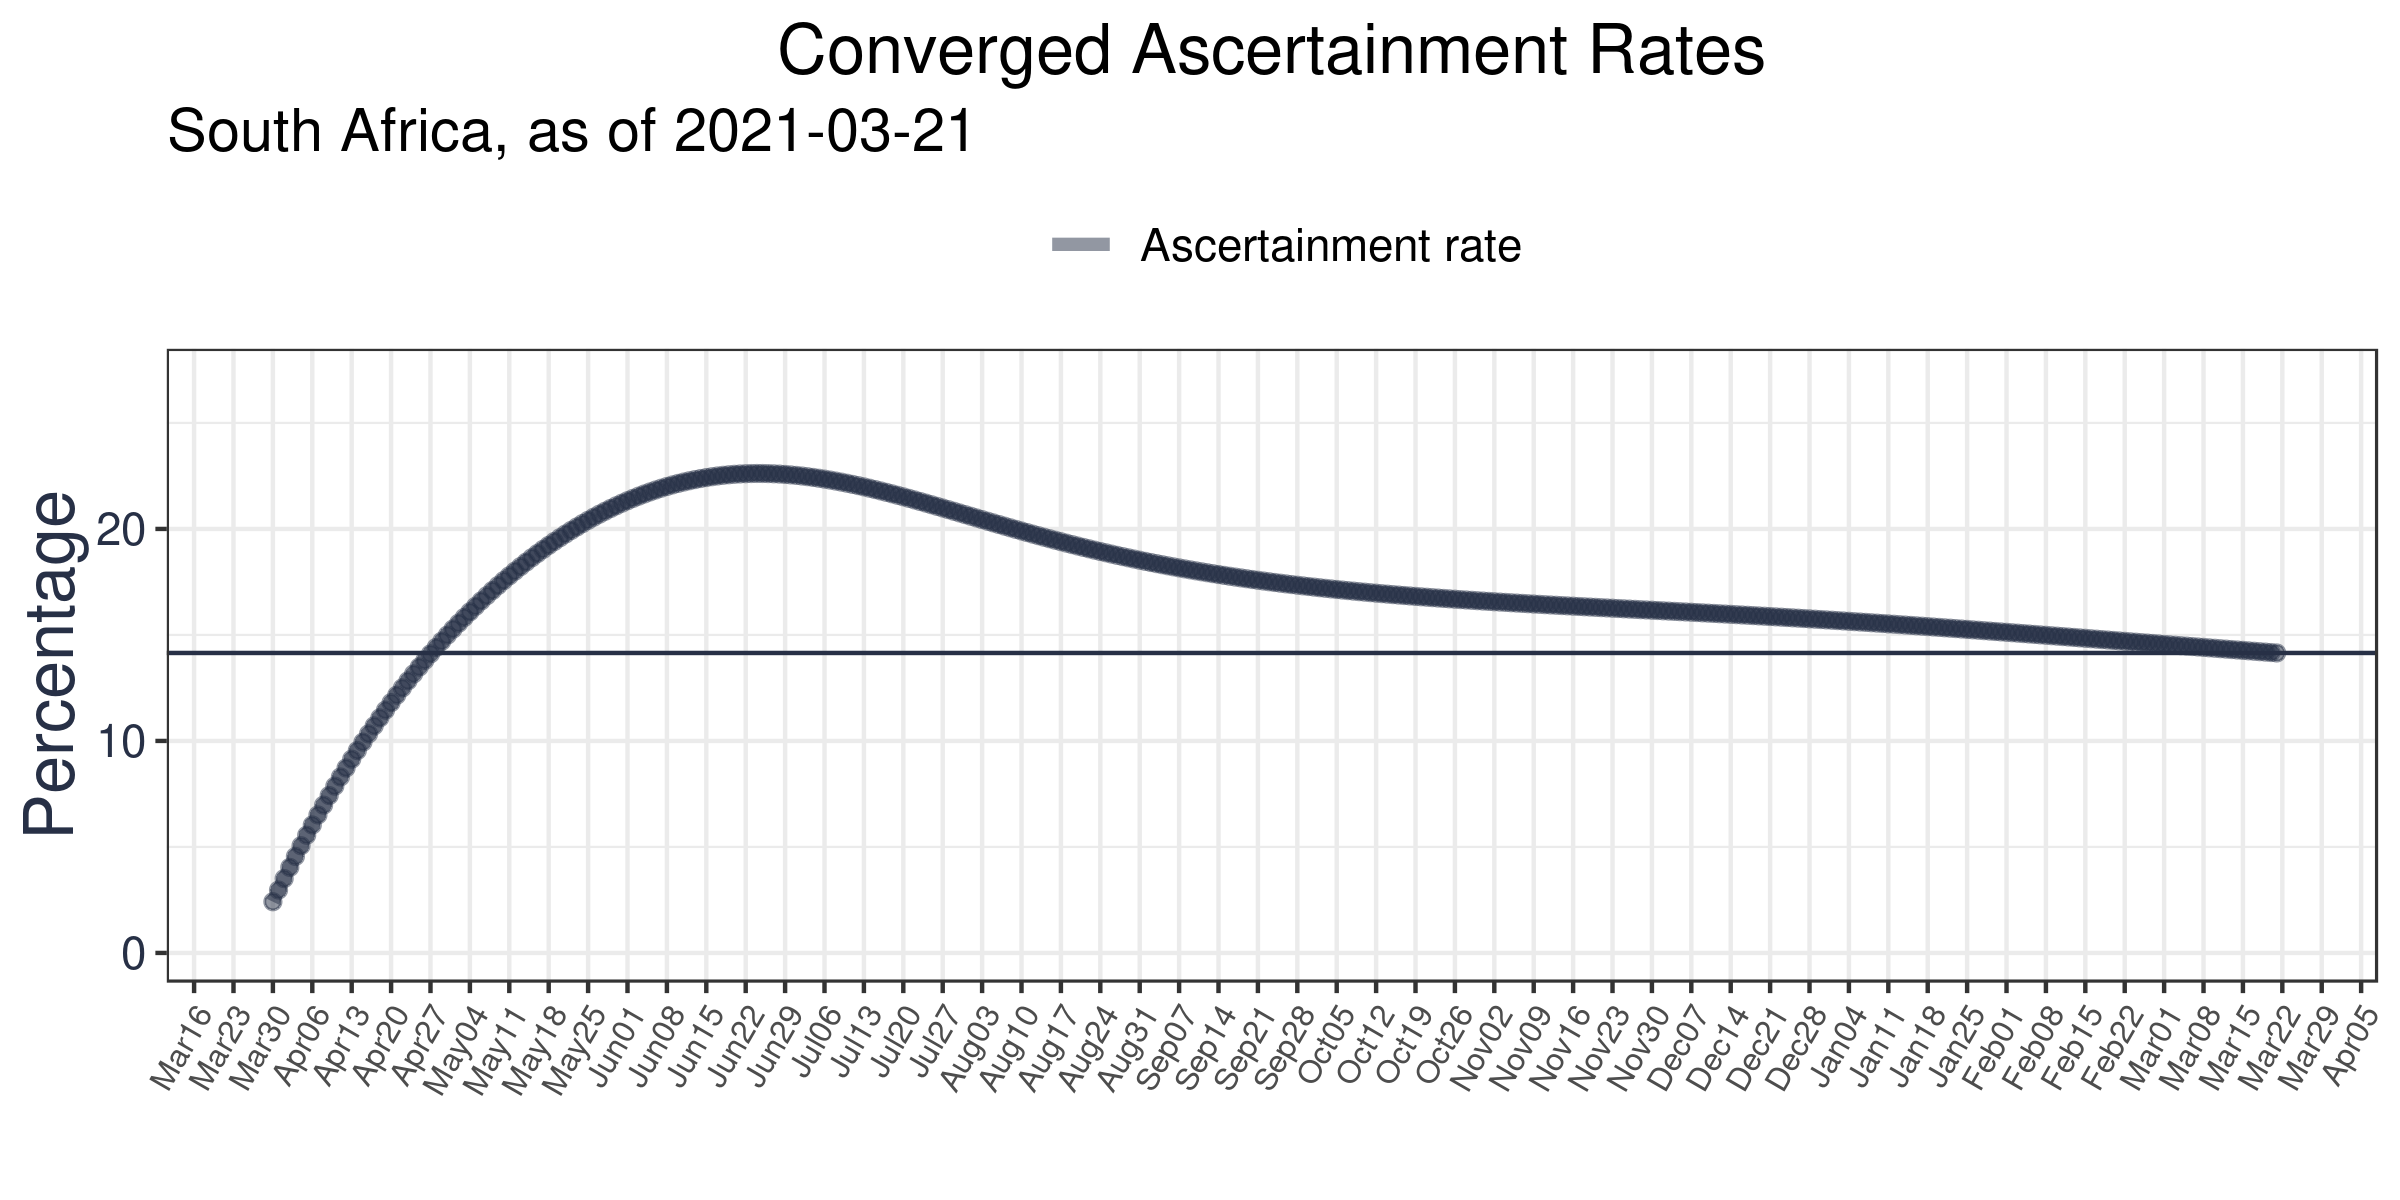 Converged Ascertainment Rates
South Africa, as of 2021-03-21
Ascertainment rate
Percentage
20
10
0
Mar16 Mar23 Mar30 Apr06 Apr13 Apr20 Apr27 May04 May11 May18 May25 Jun01 Jun08 Jun15 Jun22 Jun29 Jul06 Jul13 Jul20 Jul27 Aug03 Aug10 Aug17 Aug24 Aug31 Sep07 Sep14 Sep21 Sep28 Oct05 Oct12 Oct19 Oct26 Nov02 Nov09 Nov16 Nov23 Nov30 Dec07 Dec14 Dec21 Dec28 Jan04 Jan11 Jan18 Jan25 Feb01 Feb08 Feb15 Feb22 Mar01 Mar08 Mar15 Mar22 Mar29 Apr05